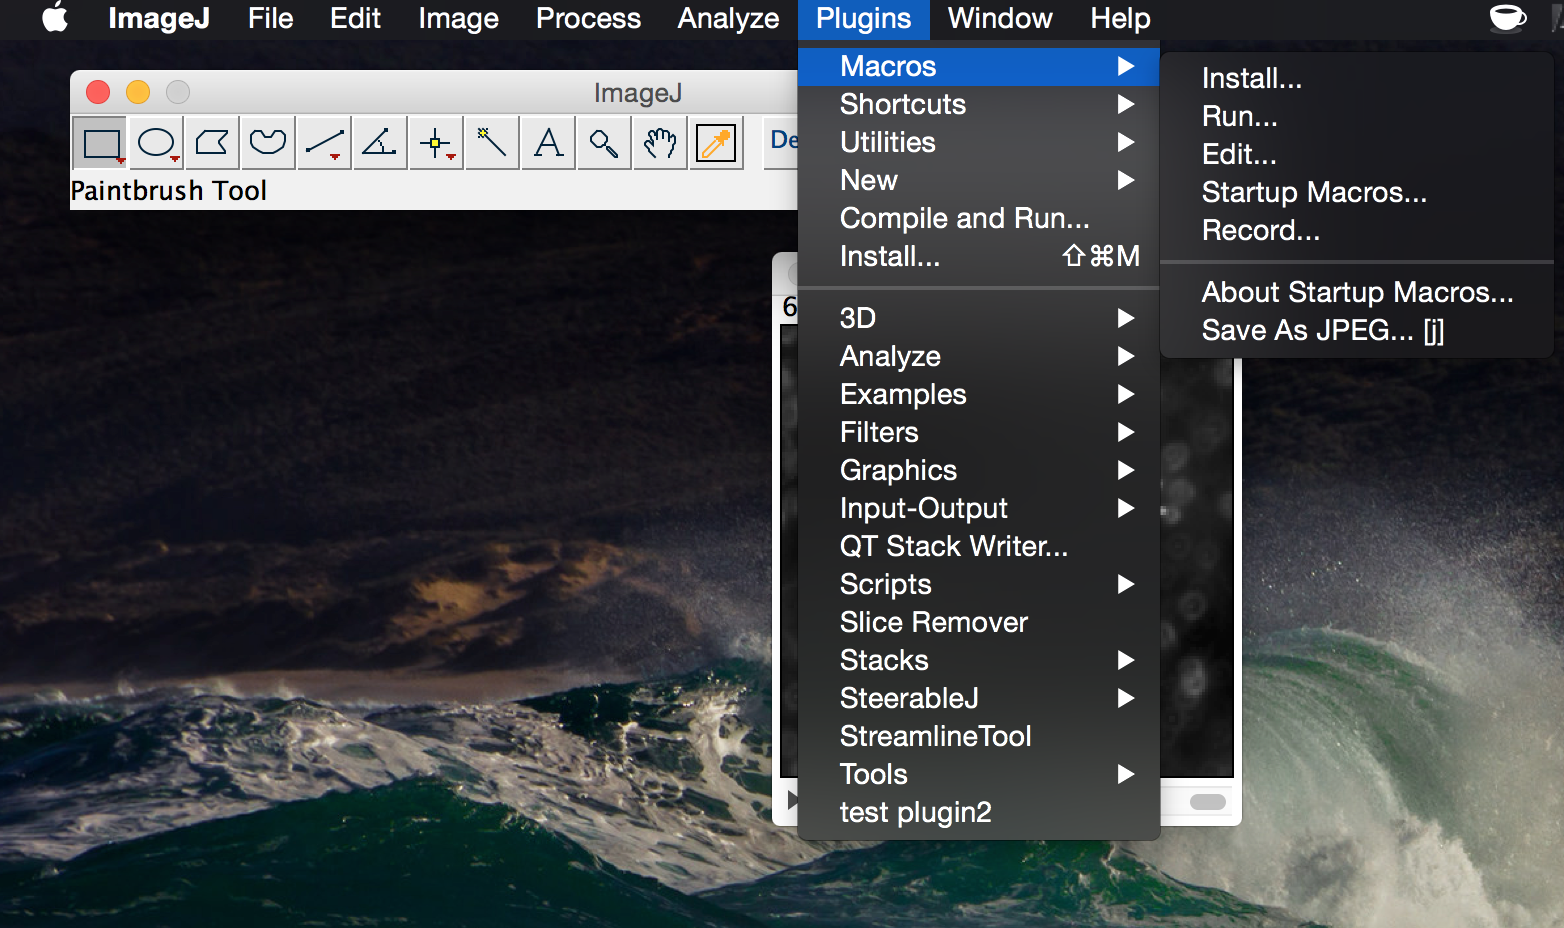 ImageJ File Edit Image Process Analyze Plugins Window Help
ImageJ
De
Paintbrush Tool
6
Macros
Shortcuts
Utilities
New
Compile and Run...
Install... ⇧⌘M
3D
Analyze
Examples
Filters
Graphics
Input-Output
QT Stack Writer...
Scripts
Slice Remover
Stacks
SteerableJ
StreamlineTool
Tools
test plugin2
Install...
Run...
Edit...
Startup Macros...
Record...
About Startup Macros...
Save As JPEG... [j]